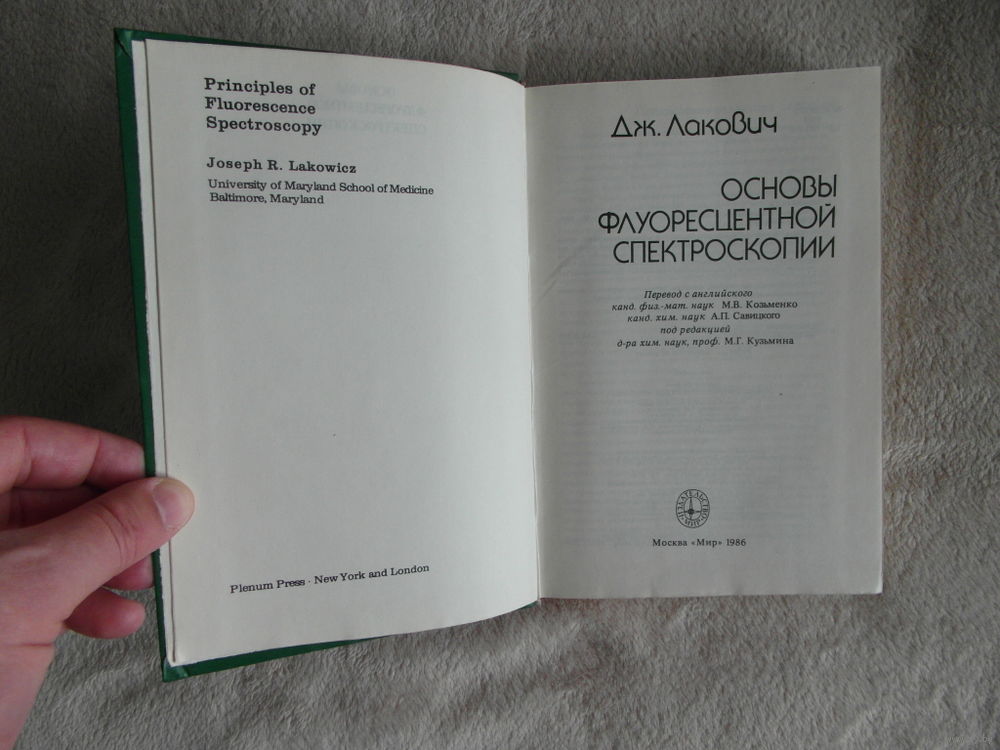 Principles of
Fluorescence
Spectroscopy
Joseph R. Lakowicz
University of Maryland School of Medicine
Baltimore, Maryland
Plenum Press · New York and London
Дж. Лакович
ОСНОВЫ
ФЛУОРЕСЦЕНТНОЙ
СПЕКТРОСКОПИИ
Перевод с английского
канд. физ.-мат. наук М.В. Козьменко
канд. хим. наук А.П. Савицкого
под редакцией
д-ра хим. наук, проф. М.Г. Кузьмина
ИЗДАТЕЛЬСТВО
МИР
Москва «Мир» 1986